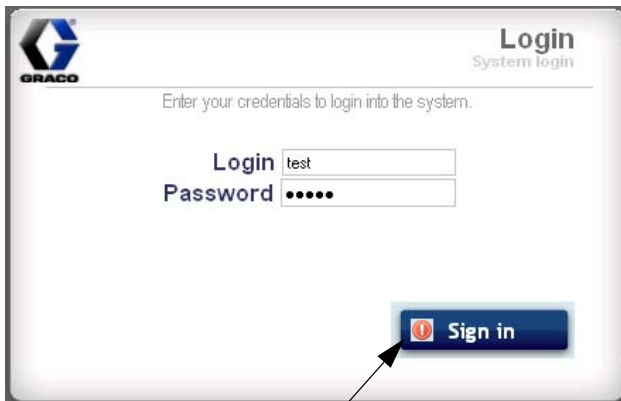 Login
System login
GRACO
Enter your credentials to login into the system.
Login test
Password •••••
Sign in